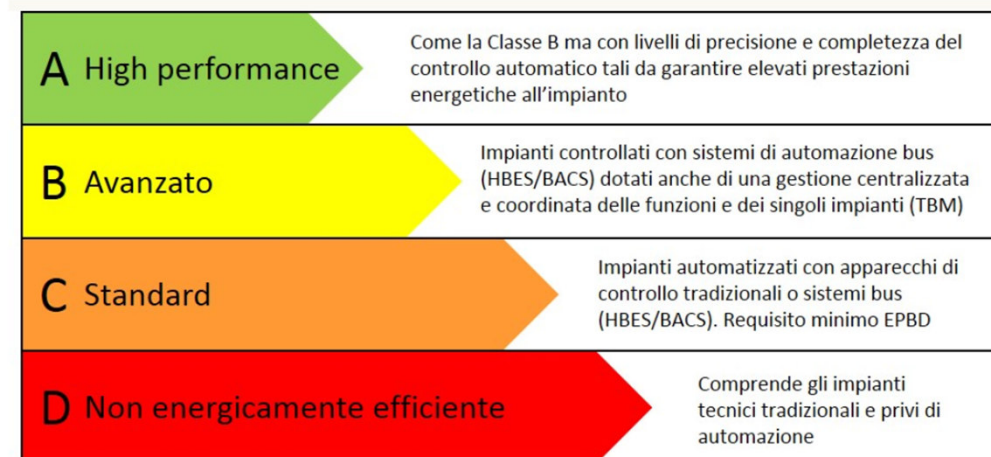 A High performance
Come la Classe B ma con livelli di precisione e completezza del
controllo automatico tali da garantire elevati prestazioni
energetiche all'impianto
B Avanzato
Impianti controllati con sistemi di automazione bus
(HBES/BACS) dotati anche di una gestione centralizzata
e coordinata delle funzioni e dei singoli impianti (TBM)
C Standard
Impianti automatizzati con apparecchi di
controllo tradizionali o sistemi bus
(HBES/BACS). Requisito minimo EPBD
D Non energicamente efficiente
Comprende gli impianti
tecnici tradizionali e privi di
automazione